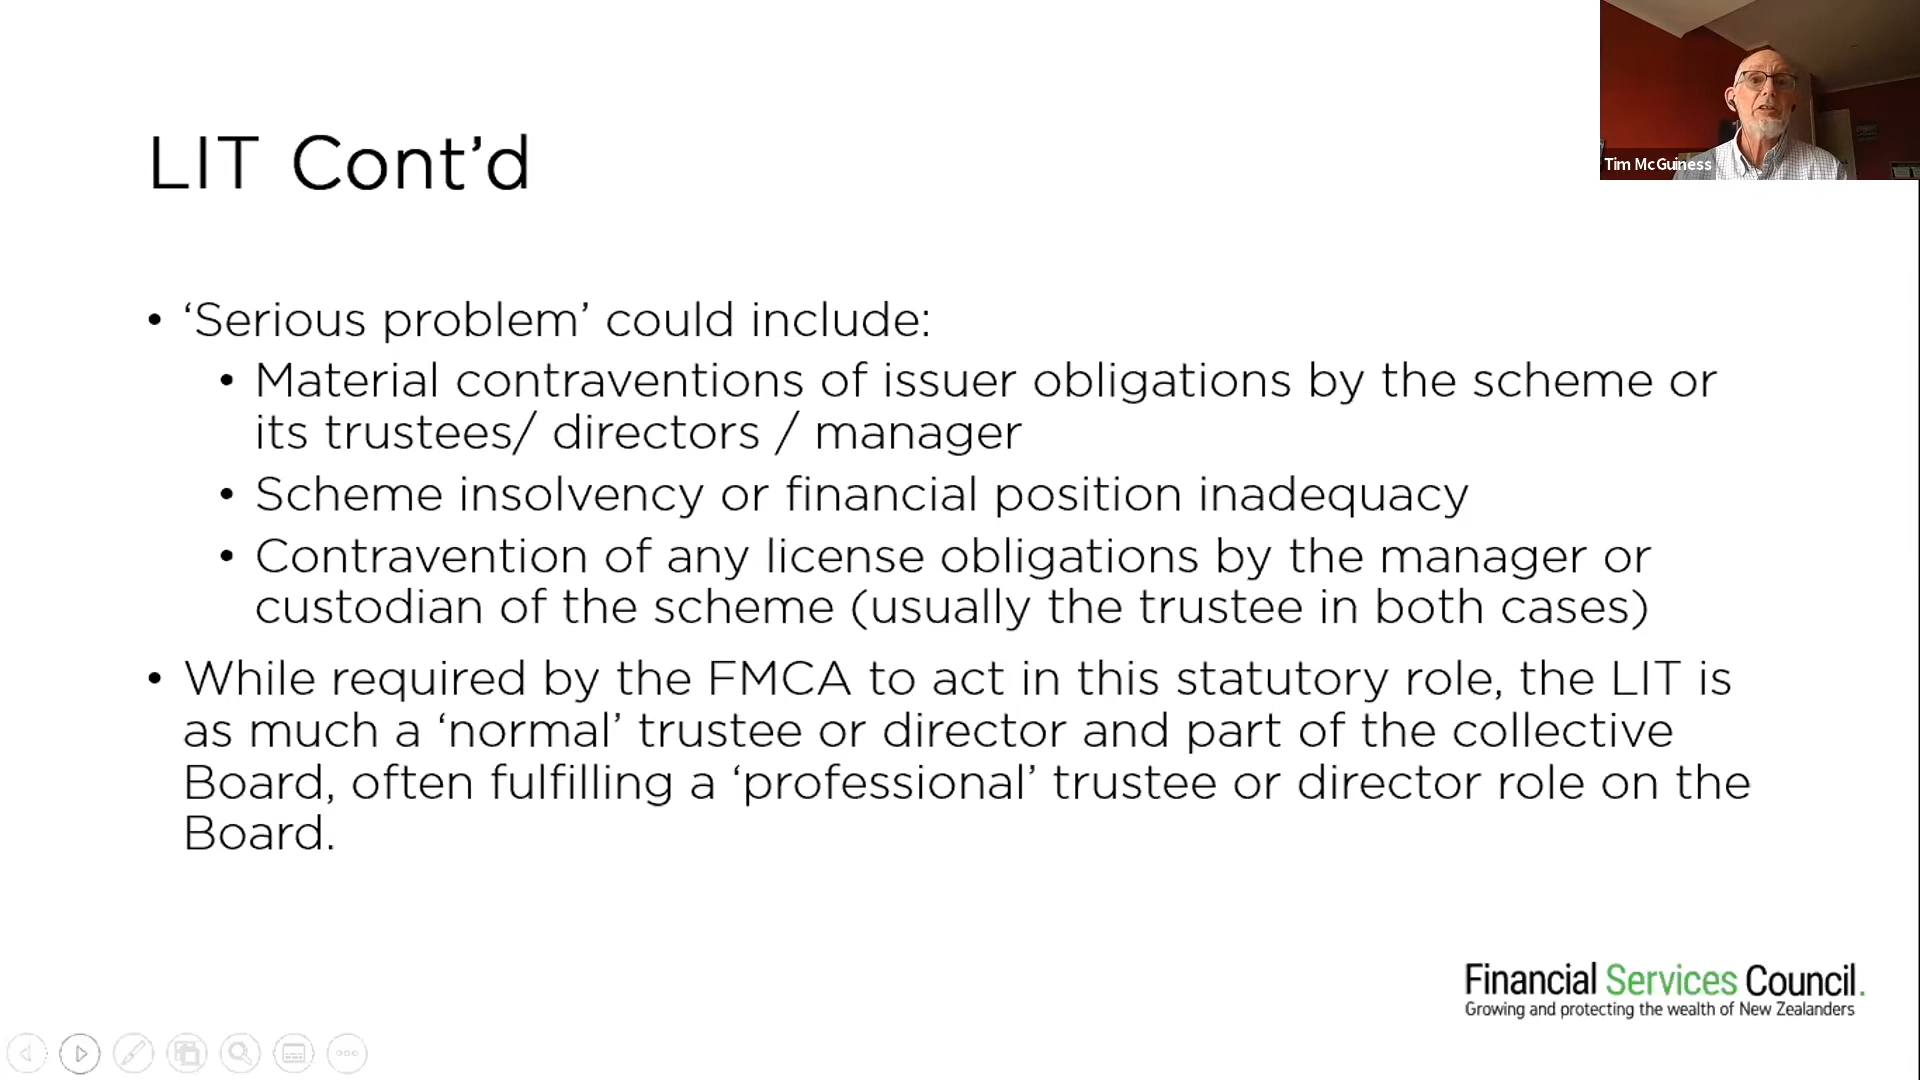 LIT Cont’d
Tim McGuiness
• ‘Serious problem’ could include:
• Material contraventions of issuer obligations by the scheme or
its trustees/ directors / manager
• Scheme insolvency or financial position inadequacy
• Contravention of any license obligations by the manager or
custodian of the scheme (usually the trustee in both cases)
• While required by the FMCA to act in this statutory role, the LIT is
as much a ‘normal’ trustee or director and part of the collective
Board, often fulfilling a ‘professional’ trustee or director role on the
Board.
Financial Services Council.
Growing and protecting the wealth of New Zealanders